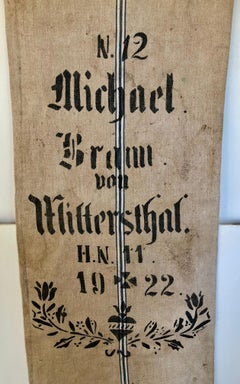 N. 12
Michael.
Braun.
von
Mittersthal.
H.N. 11.
19 22.